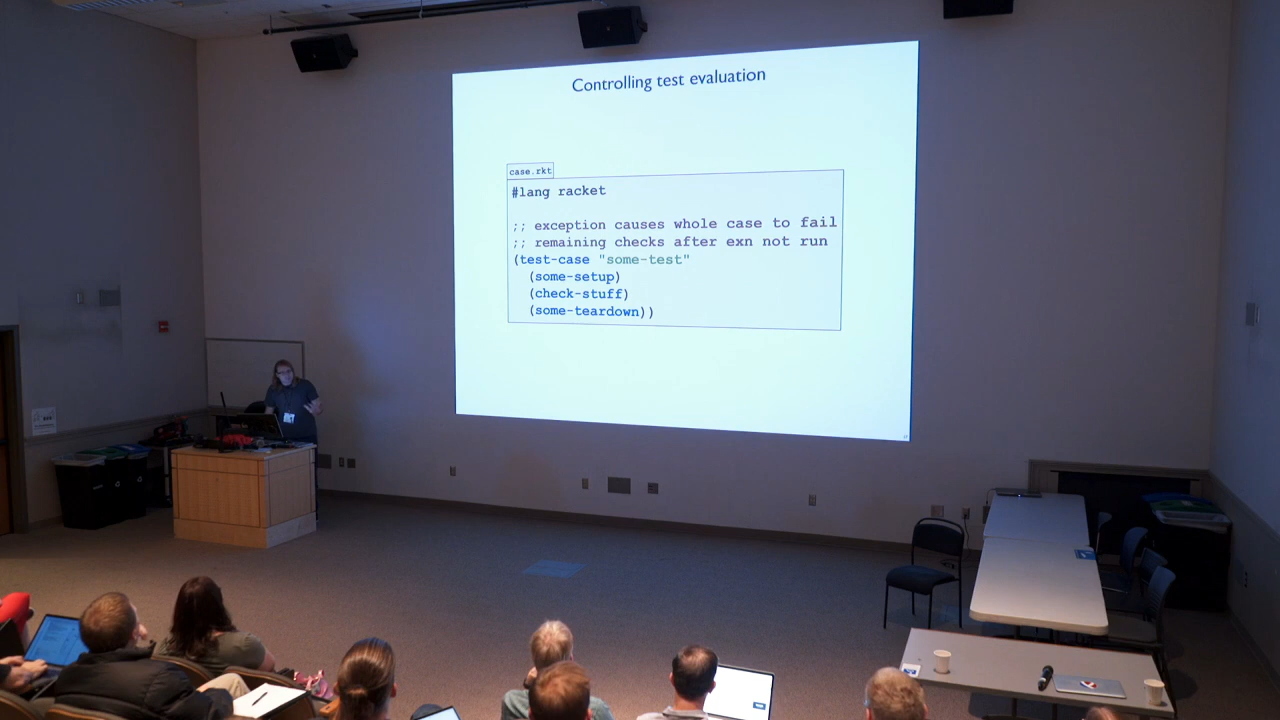 Controlling test evaluation
case.rkt
#lang racket
;; exception causes whole case to fail
;; remaining checks after exn not run
(test-case "some-test"
(some-setup)
(check-stuff)
(some-teardown))